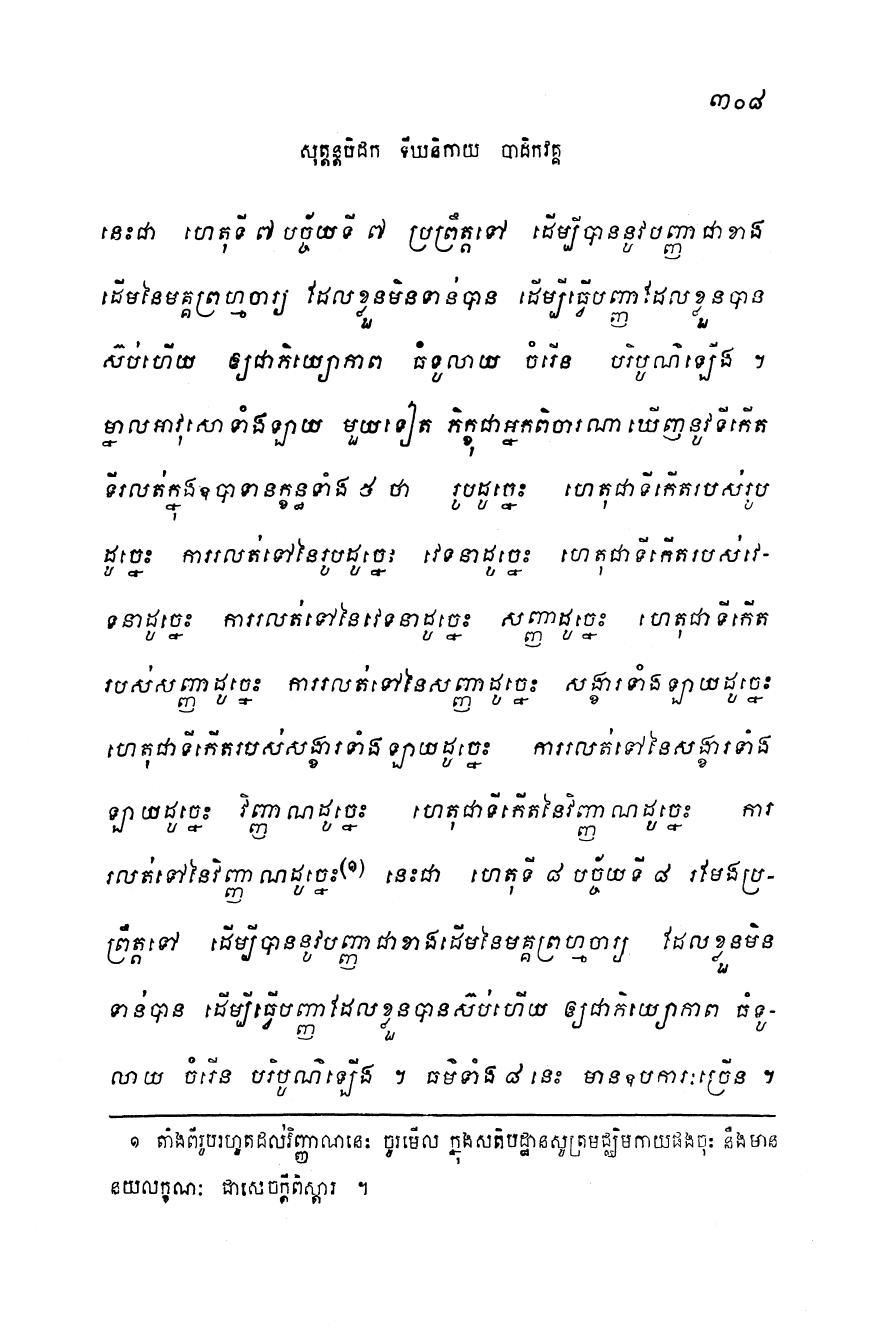 ៣០៨
សុត្តន្តបិដក ទីឃនិកាយ បាដិកវគ្គ
នេះជា ហេតុទី ៧ បច្ច័យទី ៧ ប្រព្រឹត្តទៅ ដើម្បីបាននូវបញ្ញាជាខាង
ដើមនៃមគ្គព្រហ្មចារ្យ ដែលខ្លួនមិនទាន់បាន ដើម្បីធ្វើបញ្ញាដែលខ្លួនបាន
ស៊ប់ហើយ ឲ្យជាភិយ្យោភាព ធំទូលាយ ចំរើន បរិបូណ៌ឡើង ។
ម្នាលអាវុសោទាំងឡាយ មួយទៀត ភិក្ខុជាអ្នកពិចារណាឃើញនូវទីកើត
ទីរលត់ក្នុងឧបាទានក្ខន្ធទាំង ៥ ថា រូបដូច្នេះ ហេតុជាទីកើតរបស់រូប
ដូច្នេះ ការរលត់ទៅនៃរូបដូច្នេះ វេទនាដូច្នេះ ហេតុជាទីកើតរបស់វេ-
ទនាដូច្នេះ ការរលត់ទៅនៃវេទនាដូច្នេះ សញ្ញាដូច្នេះ ហេតុជាទីកើត
របស់សញ្ញាដូច្នេះ ការរលត់ទៅនៃសញ្ញាដូច្នេះ សង្ខារទាំងឡាយដូច្នេះ
ហេតុជាទីកើតរបស់សង្ខារទាំងឡាយដូច្នេះ ការរលត់ទៅនៃសង្ខារទាំង
ឡាយដូច្នេះ វិញ្ញាណដូច្នេះ ហេតុជាទីកើតនៃវិញ្ញាណដូច្នេះ ការ
រលត់ទៅនៃវិញ្ញាណដូច្នេះ(១) នេះជា ហេតុទី ៨ បច្ច័យទី ៨ រមែងប្រ-
ព្រឹត្តទៅ ដើម្បីបាននូវបញ្ញាជាខាងដើមនៃមគ្គព្រហ្មចារ្យ ដែលខ្លួនមិន
ទាន់បាន ដើម្បីធ្វើបញ្ញាដែលខ្លួនបានស៊ប់ហើយ ឲ្យជាភិយ្យោភាព ធំទូ-
លាយ ចំរើន បរិបូណ៌ឡើង ។ ធម៌ទាំង ៨ នេះ មានឧបការៈច្រើន ។
១ តាំងពីរូបរហូតដល់វិញ្ញាណនេះ ចូរមើល ក្នុងសតិបដ្ឋានសូត្រមជ្ឈិមកាយផងចុះ នឹងមាន
នយលក្ខណៈ ជាសេចក្តីពិស្តារ ។